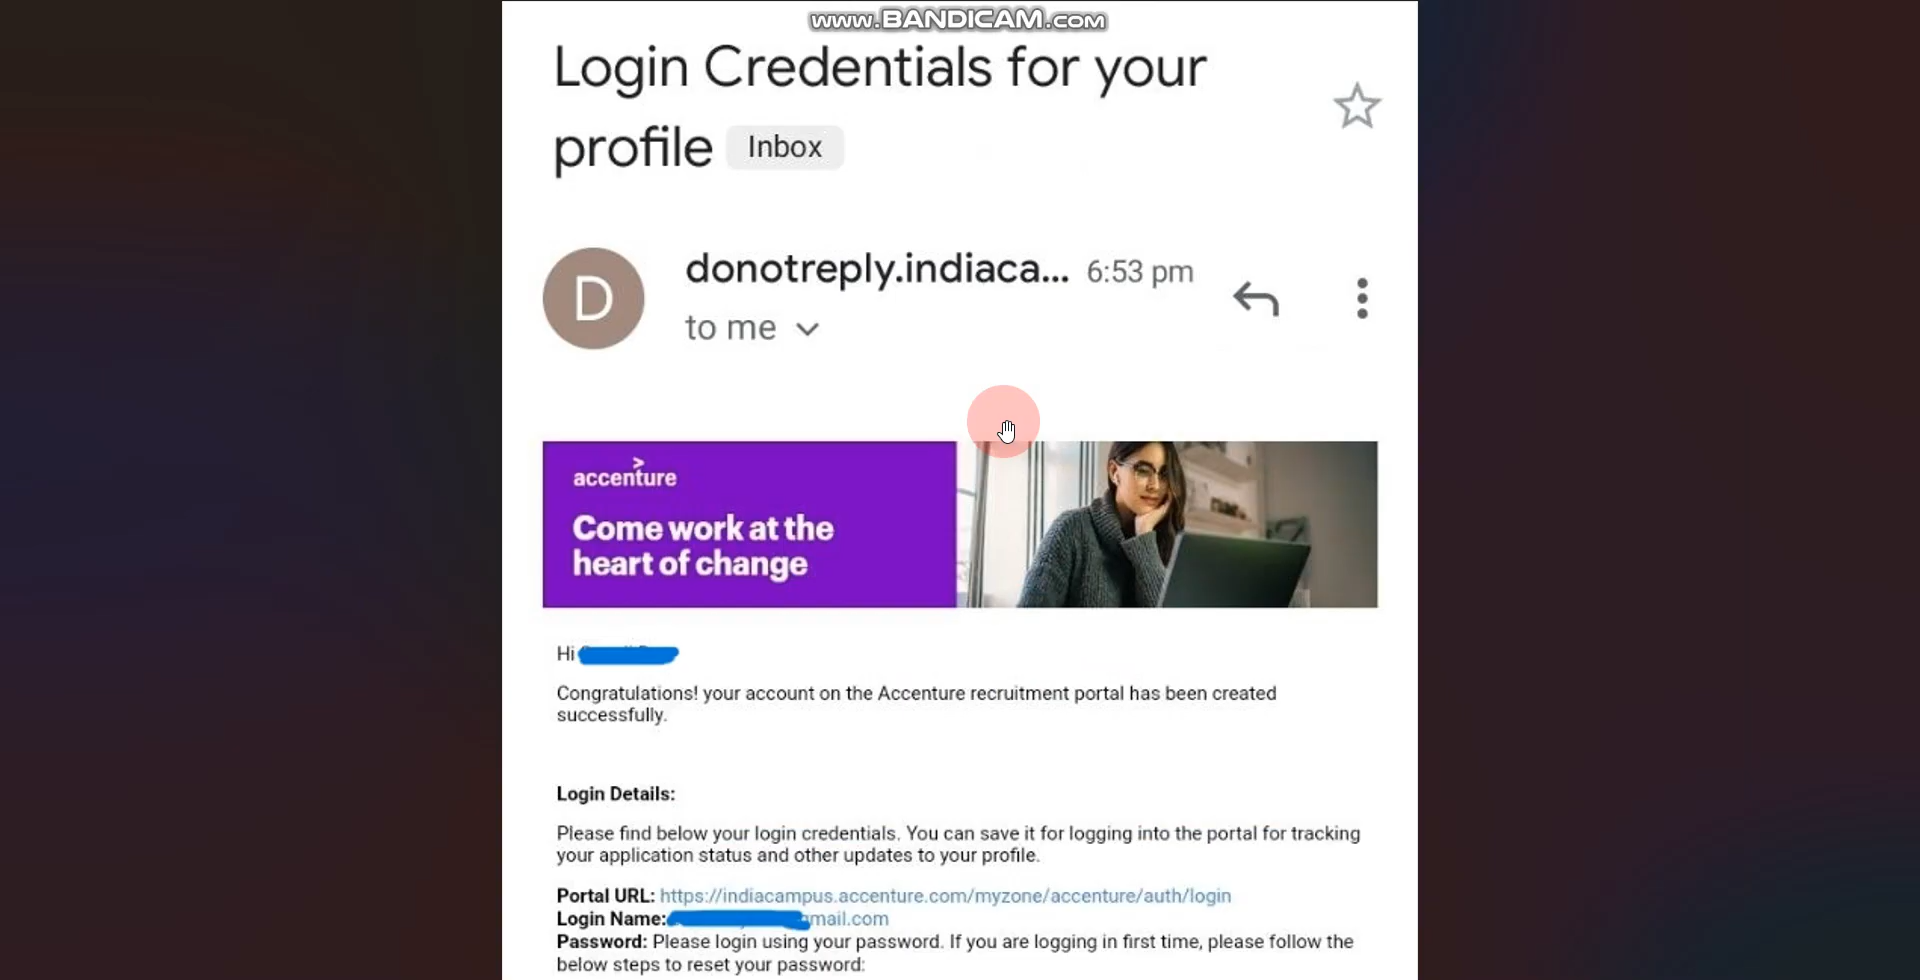 www.BANDICAM.com
Login Credentials for your
profile Inbox
donotreply.indiaca... 6:53 pm
to me
D
accenture
Come work at the
heart of change
Hi
Congratulations! your account on the Accenture recruitment portal has been created
successfully.
Login Details:
Please find below your login credentials. You can save it for logging into the portal for tracking
your application status and other updates to your profile.
Portal URL: https://indiacampus.accenture.com/myzone/accenture/auth/login
Login Name: gmail.com
Password: Please login using your password. If you are logging in first time, please follow the
below steps to reset your password: